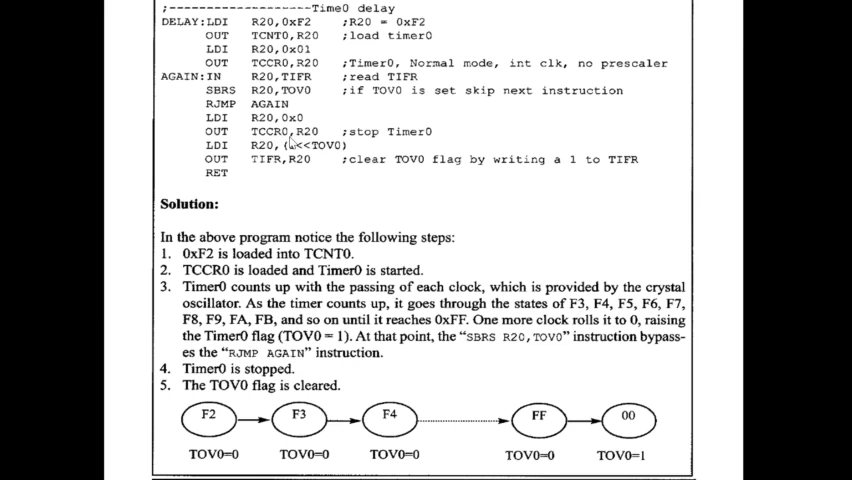 ;-------------------Time0 delay
DELAY:LDI R20,0xF2 ;R20 = 0xF2
OUT TCNT0,R20 ;load timer0
LDI R20,0x01
OUT TCCR0,R20 ;Timer0, Normal mode, int clk, no prescaler
AGAIN:IN R20,TIFR ;read TIFR
SBRS R20,TOV0 ;if TOV0 is set skip next instruction
RJMP AGAIN
LDI R20,0x0
OUT TCCR0,R20 ;stop Timer0
LDI R20,(<<TOV0)
OUT TIFR,R20 ;clear TOV0 flag by writing a 1 to TIFR
RET
Solution:
In the above program notice the following steps:
1. 0xF2 is loaded into TCNT0.
2. TCCR0 is loaded and Timer0 is started.
3. Timer0 counts up with the passing of each clock, which is provided by the crystal
oscillator. As the timer counts up, it goes through the states of F3, F4, F5, F6, F7,
F8, F9, FA, FB, and so on until it reaches 0xFF. One more clock rolls it to 0, raising
the Timer0 flag (TOV0 = 1). At that point, the “SBRS R20,TOV0” instruction bypass-
es the “RJMP AGAIN” instruction.
4. Timer0 is stopped.
5. The TOV0 flag is cleared.
F2 F3 F4 FF 00
TOV0=0 TOV0=0 TOV0=0 TOV0=0 TOV0=1